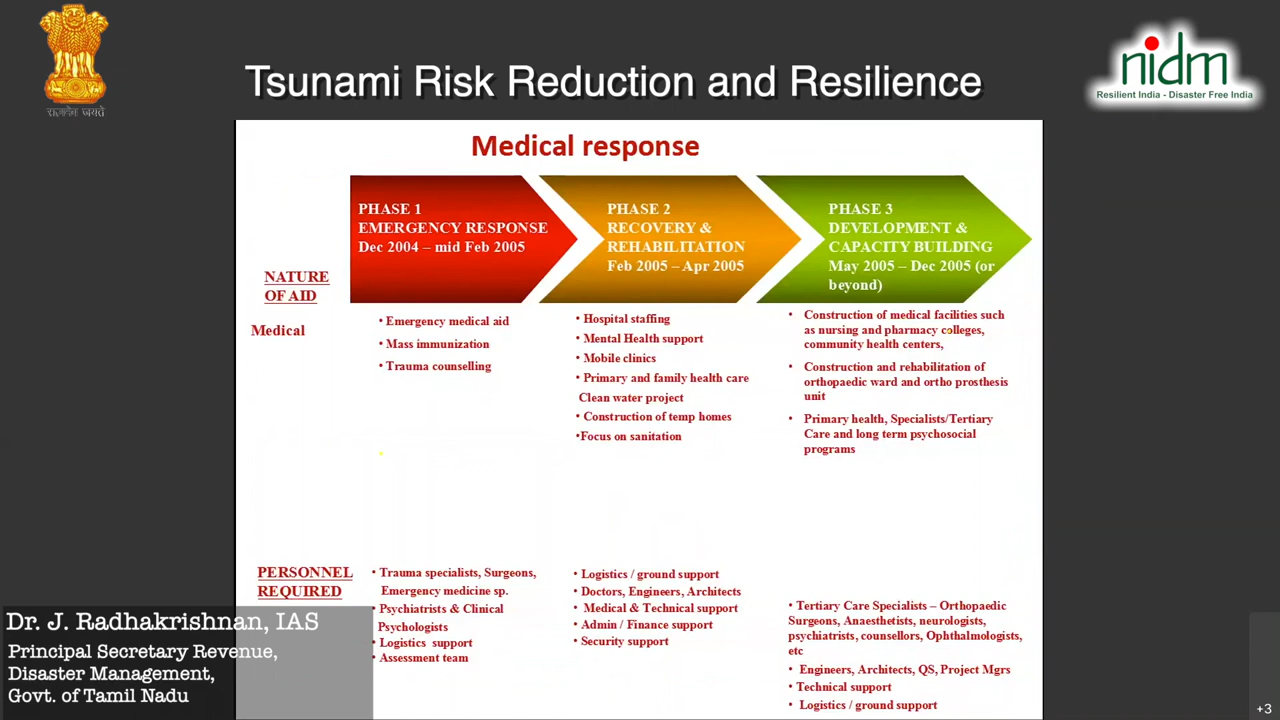 Tsunami Risk Reduction and Resilience
सत्यमेव जयते
nidm
Resilient India - Disaster Free India
Medical response
PHASE 1
EMERGENCY RESPONSE
Dec 2004 – mid Feb 2005
PHASE 2
RECOVERY &
REHABILITATION
Feb 2005 – Apr 2005
PHASE 3
DEVELOPMENT &
CAPACITY BUILDING
May 2005 – Dec 2005 (or
beyond)
NATURE
OF AID
Medical
• Emergency medical aid
• Mass immunization
• Trauma counselling
• Hospital staffing
• Mental Health support
• Mobile clinics
• Primary and family health care
Clean water project
• Construction of temp homes
•Focus on sanitation
• Construction of medical facilities such
as nursing and pharmacy colleges,
community health centers,
• Construction and rehabilitation of
orthopaedic ward and ortho prosthesis
unit
• Primary health, Specialists/Tertiary
Care and long term psychosocial
programs
PERSONNEL
REQUIRED
• Trauma specialists, Surgeons,
Emergency medicine sp.
• Psychiatrists & Clinical
Psychologists
• Logistics support
• Assessment team
• Logistics / ground support
• Doctors, Engineers, Architects
• Medical & Technical support
• Admin / Finance support
• Security support
• Tertiary Care Specialists – Orthopaedic
Surgeons, Anaesthetists, neurologists,
psychiatrists, counsellors, Ophthalmologists,
etc
• Engineers, Architects, QS, Project Mgrs
• Technical support
• Logistics / ground support
Dr. J. Radhakrishnan, IAS
Principal Secretary Revenue,
Disaster Management,
Govt. of Tamil Nadu
+3